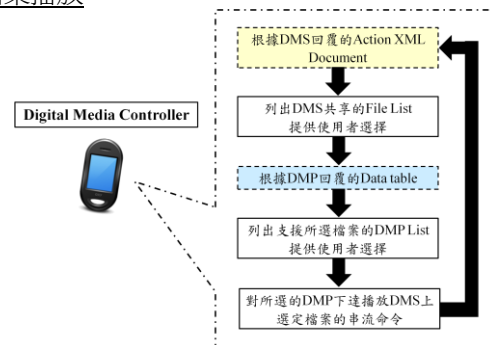 檔案播放
根據DMS回覆的Action XML
Document
列出DMS共享的File List
提供使用者選擇
Digital Media Controller
根據DMP回覆的Data table
列出支援所選檔案的DMP List
提供使用者選擇
對所選的DMP下達播放DMS上
選定檔案的串流命令